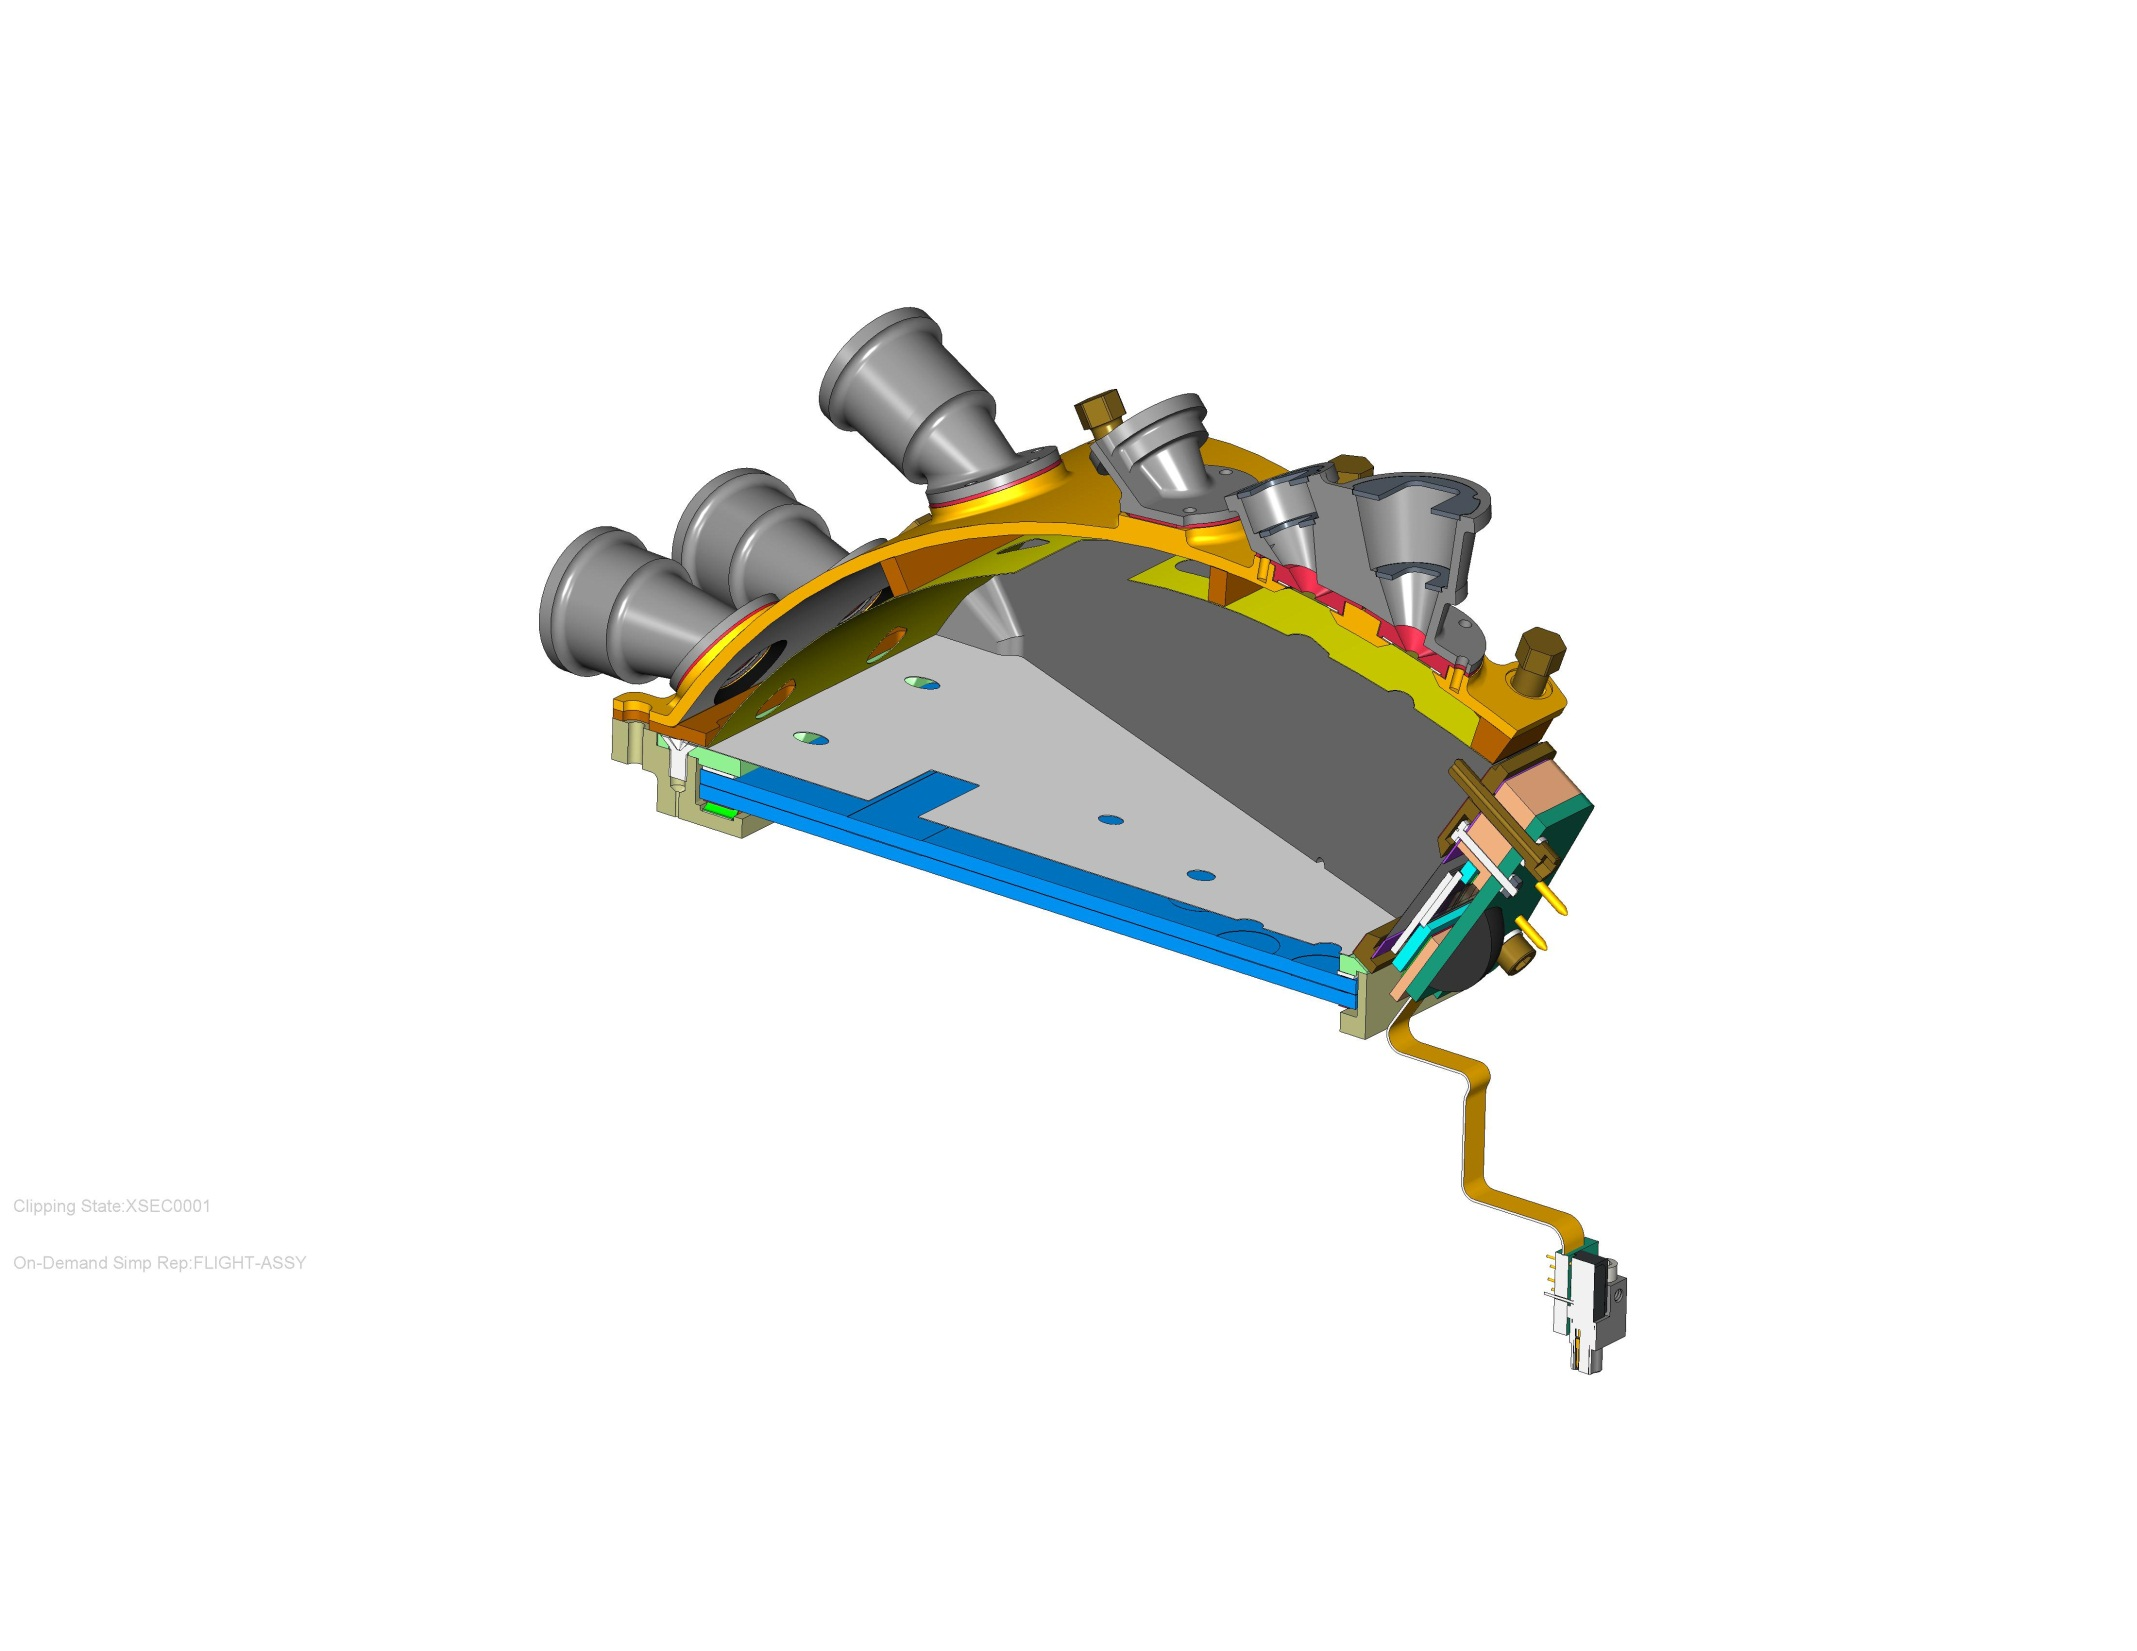 Clipping State:XSEC0001
On-Demand Simp Rep:FLIGHT-ASSY